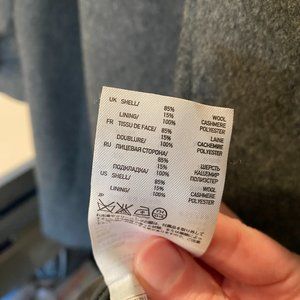 UK SHELL/ 85% WOOL
15% CASHMERE
LINING/ 100% POLYESTER
FR TISSU DE FACE/ 85% LAINE
15% CACHEMIRE
DOUBLURE/ 100% POLYESTER
RU ЛИЦЕВАЯ СТОРОНА/ 85% ШЕРСТЬ
15% КАШЕМИР
ПОДКЛАДКА/ 100% ПОЛИЭСТЕР
US SHELL/ 85% WOOL
15% CASHMERE
LINING/ 100% POLYESTER
JP